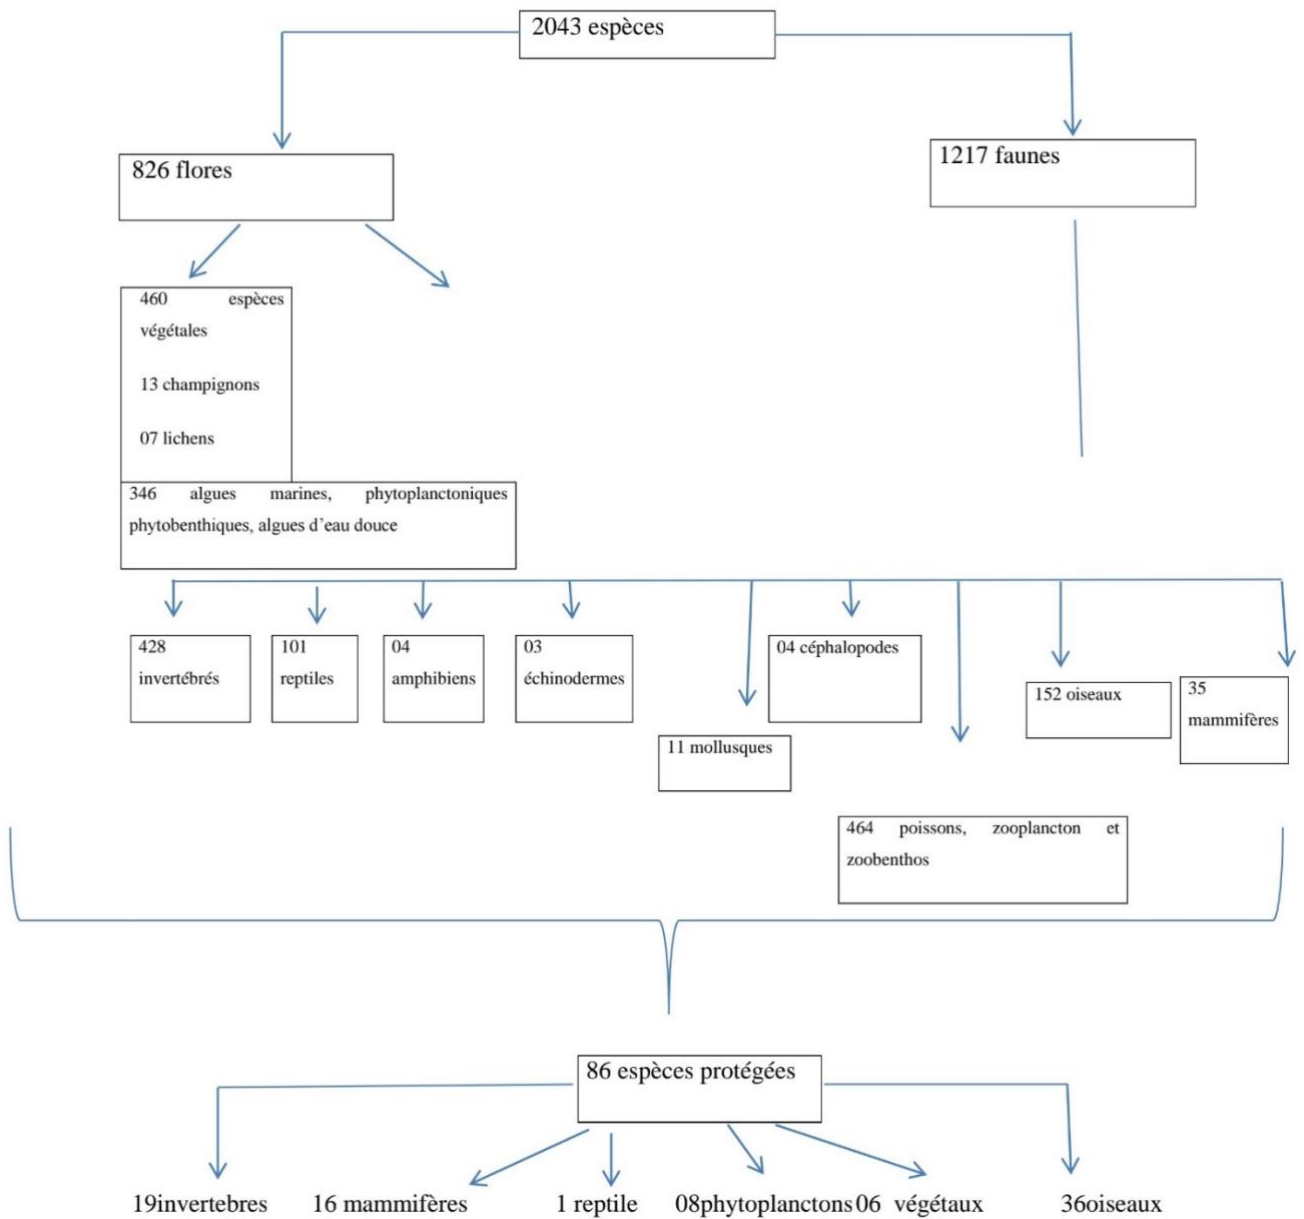 2043 espèces
826 flores
1217 faunes
460 espèces
végétales
13 champignons
07 lichens
346 algues marines, phytoplanctoniques
phytobenthiques, algues d’eau douce
428
invertébrés
101
reptiles
04
amphibiens
03
échinodermes
11 mollusques
04 céphalopodes
464 poissons, zooplancton et
zoobenthos
152 oiseaux
35
mammifères
86 espèces protégées
19invertebres
16 mammifères
1 reptile
08phytoplanctons
06 végétaux
36oiseaux